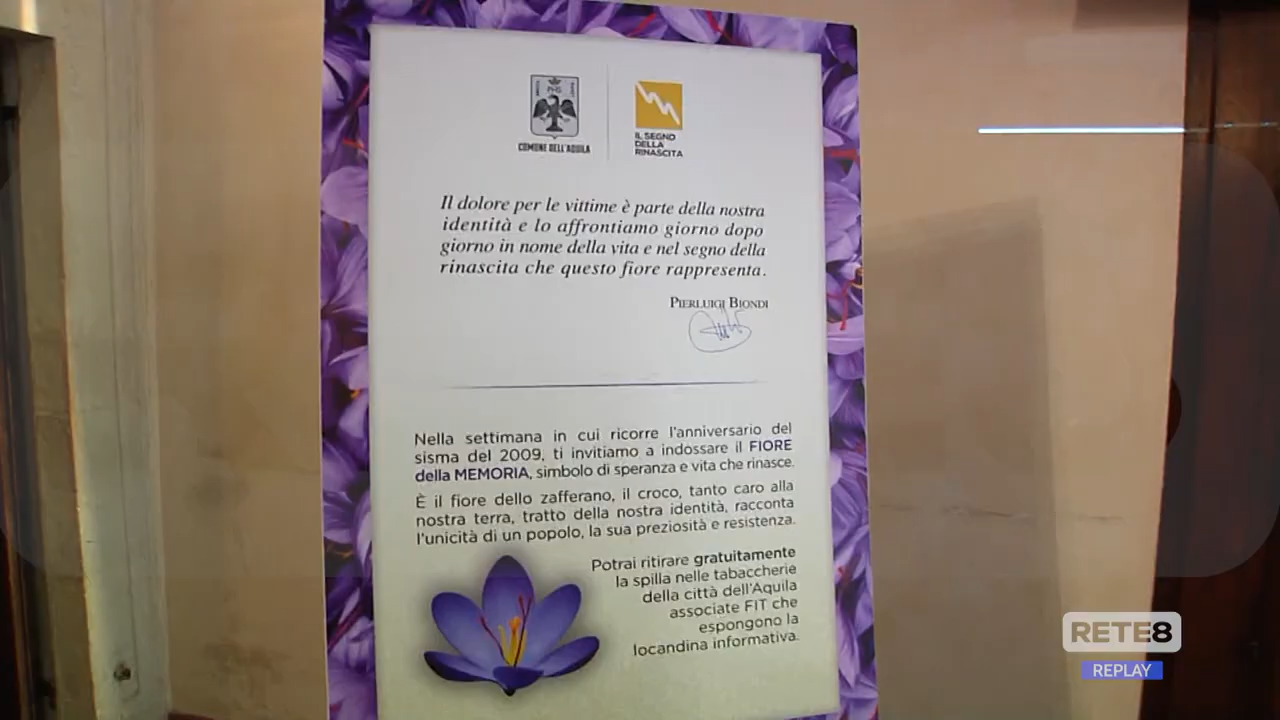 COMUNE DELL'AQUILA
IL SEGNO
DELLA
RINASCITA
Il dolore per le vittime è parte della nostra
identità e lo affrontiamo giorno dopo
giorno in nome della vita e nel segno della
rinascita che questo fiore rappresenta.
PIERLUIGI BIONDI
Nella settimana in cui ricorre l'anniversario del
sisma del 2009, ti invitiamo a indossare il FIORE
della MEMORIA, simbolo di speranza e vita che rinasce.
È il fiore dello zafferano, il croco, tanto caro alla
nostra terra, tratto della nostra identità, racconta
l'unicità di un popolo, la sua preziosità e resistenza.
Potrai ritirare gratuitamente
la spilla nelle tabaccherie
della città dell'Aquila
associate FIT che
espongono la
locandina informativa.
RETE8
REPLAY